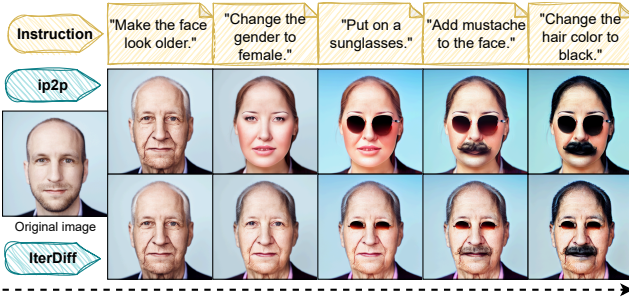 Instruction
"Make the face
look older."
"Change the
gender to
female."
"Put on a
sunglasses."
"Add mustache
to the face."
"Change the
hair color to
black."
ip2p
Original image
IterDiff